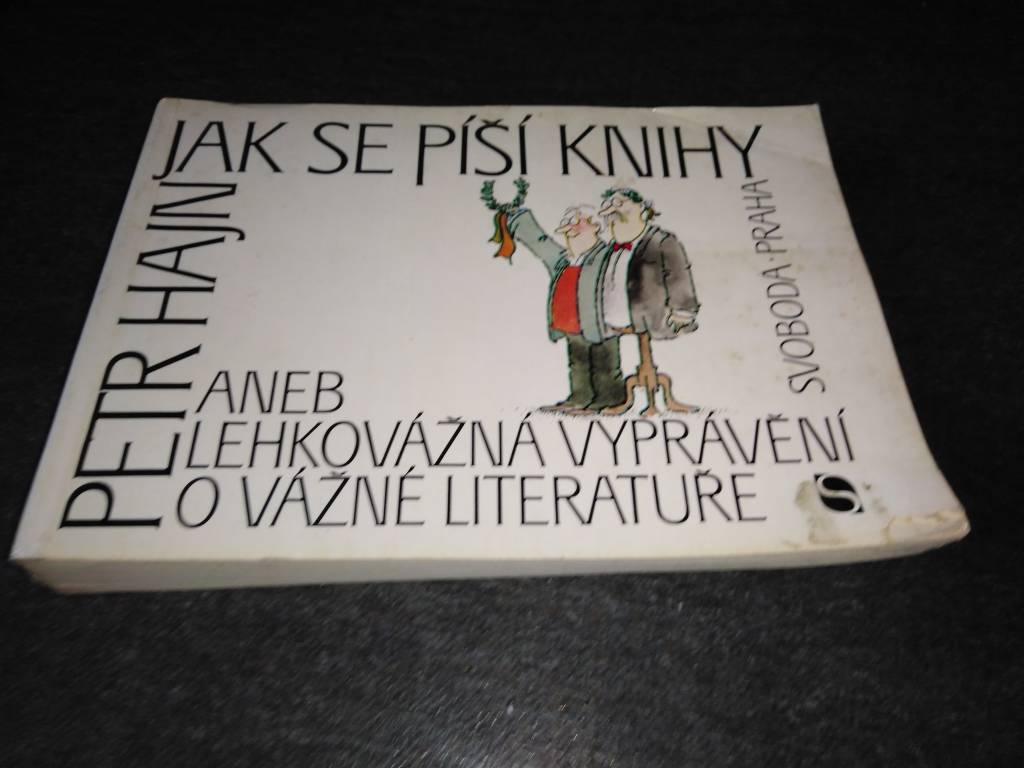 JAK SE PÍŠÍ KNIHY
PETR HAJN
SVOBODA·PRAHA
ANEB
LEHKOVÁŽNÁ VYPRÁVĚNÍ
O VÁŽNÉ LITERATUŘE
S